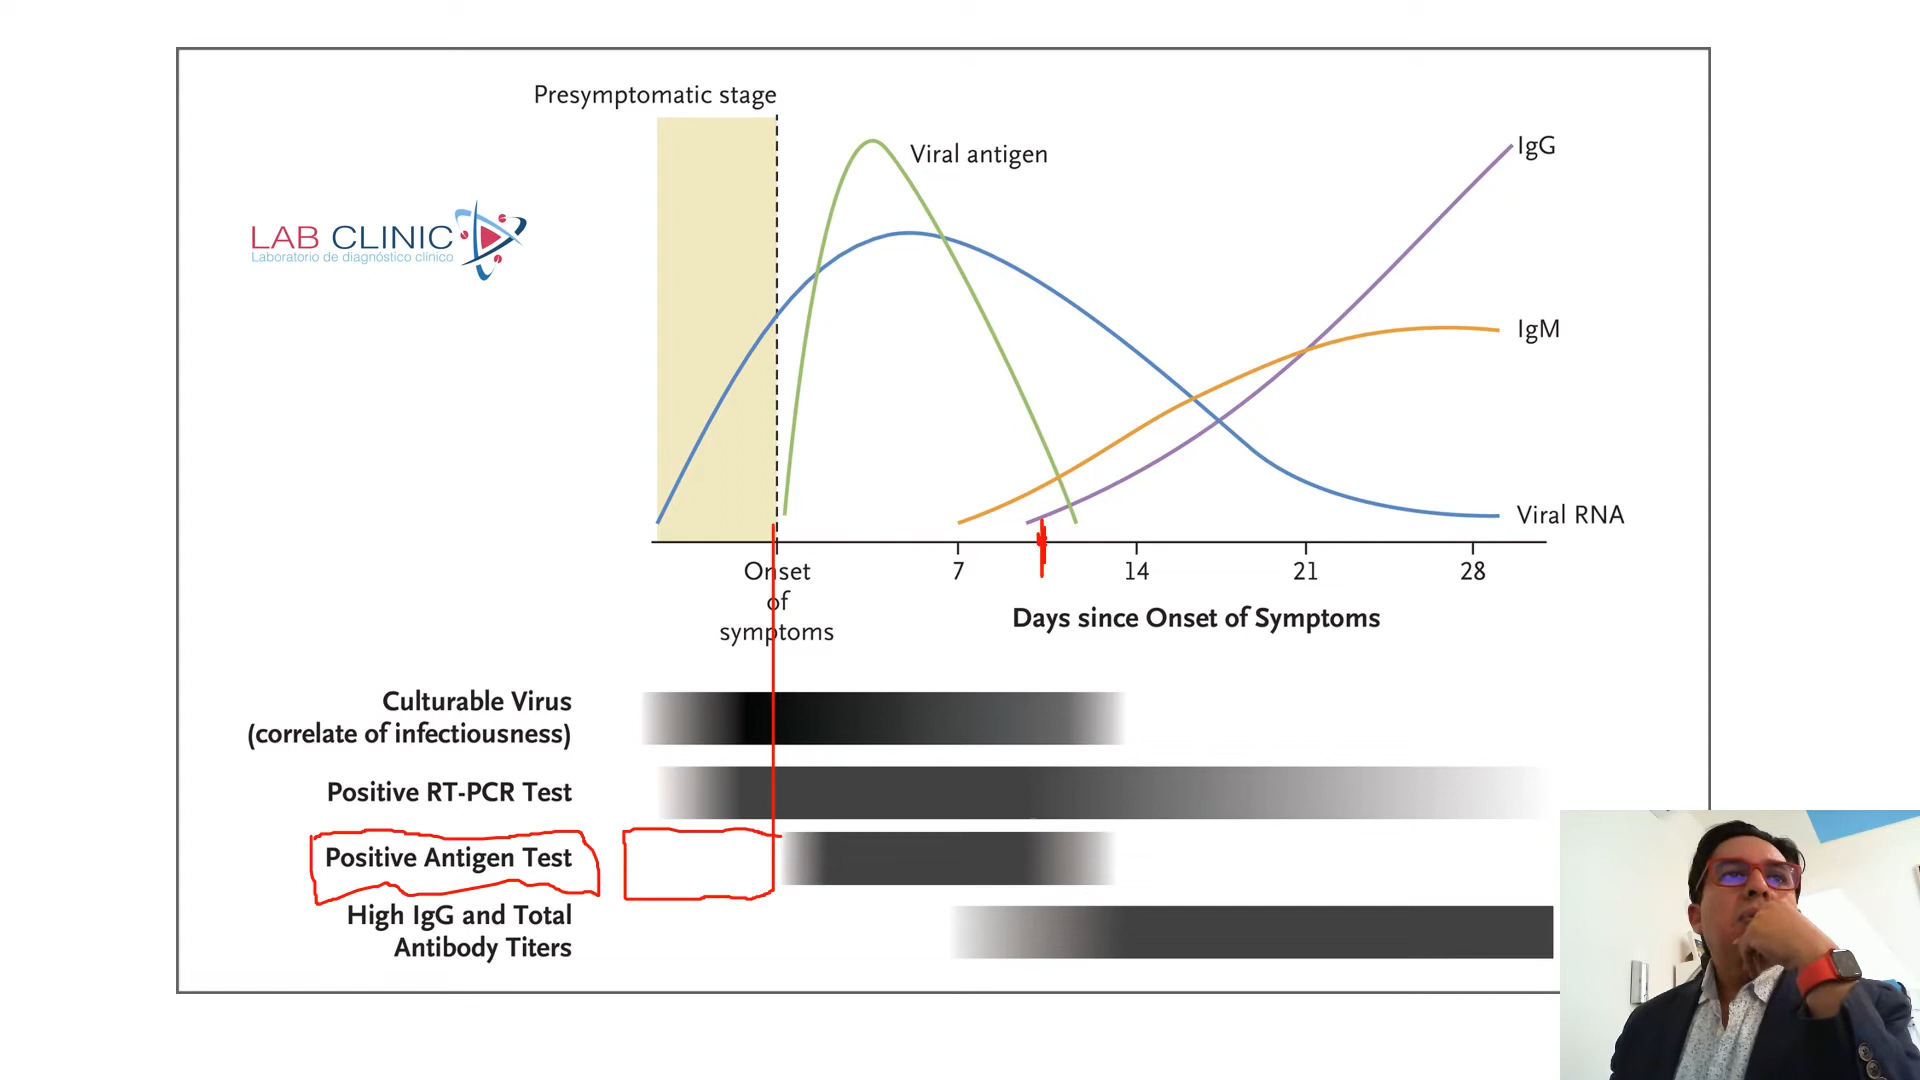 Presymptomatic stage
Viral antigen
IgG
LAB CLINIC
Laboratorio de diagnóstico clínico
IgM
Viral RNA
Onset
of
symptoms
7
14
21
28
Days since Onset of Symptoms
Culturable Virus
(correlate of infectiousness)
Positive RT-PCR Test
Positive Antigen Test
High IgG and Total
Antibody Titers